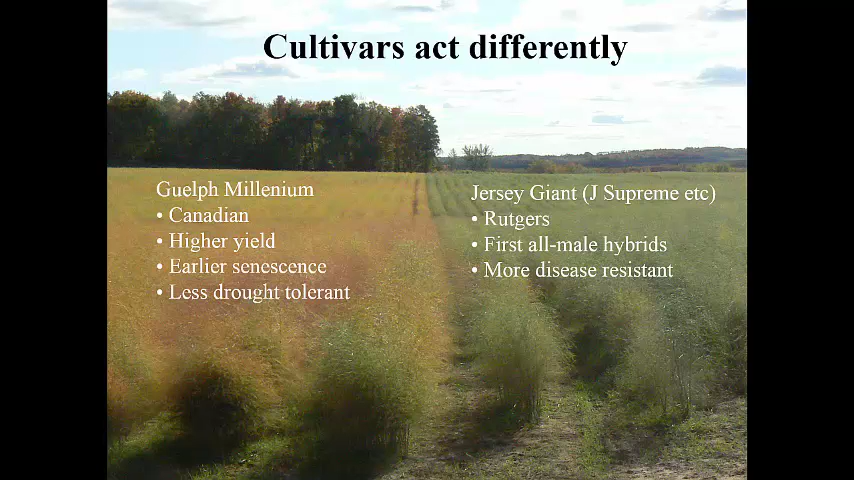 Cultivars act differently
Guelph Millenium
• Canadian
• Higher yield
• Earlier senescence
• Less drought tolerant
Jersey Giant (J Supreme etc)
• Rutgers
• First all-male hybrids
• More disease resistant